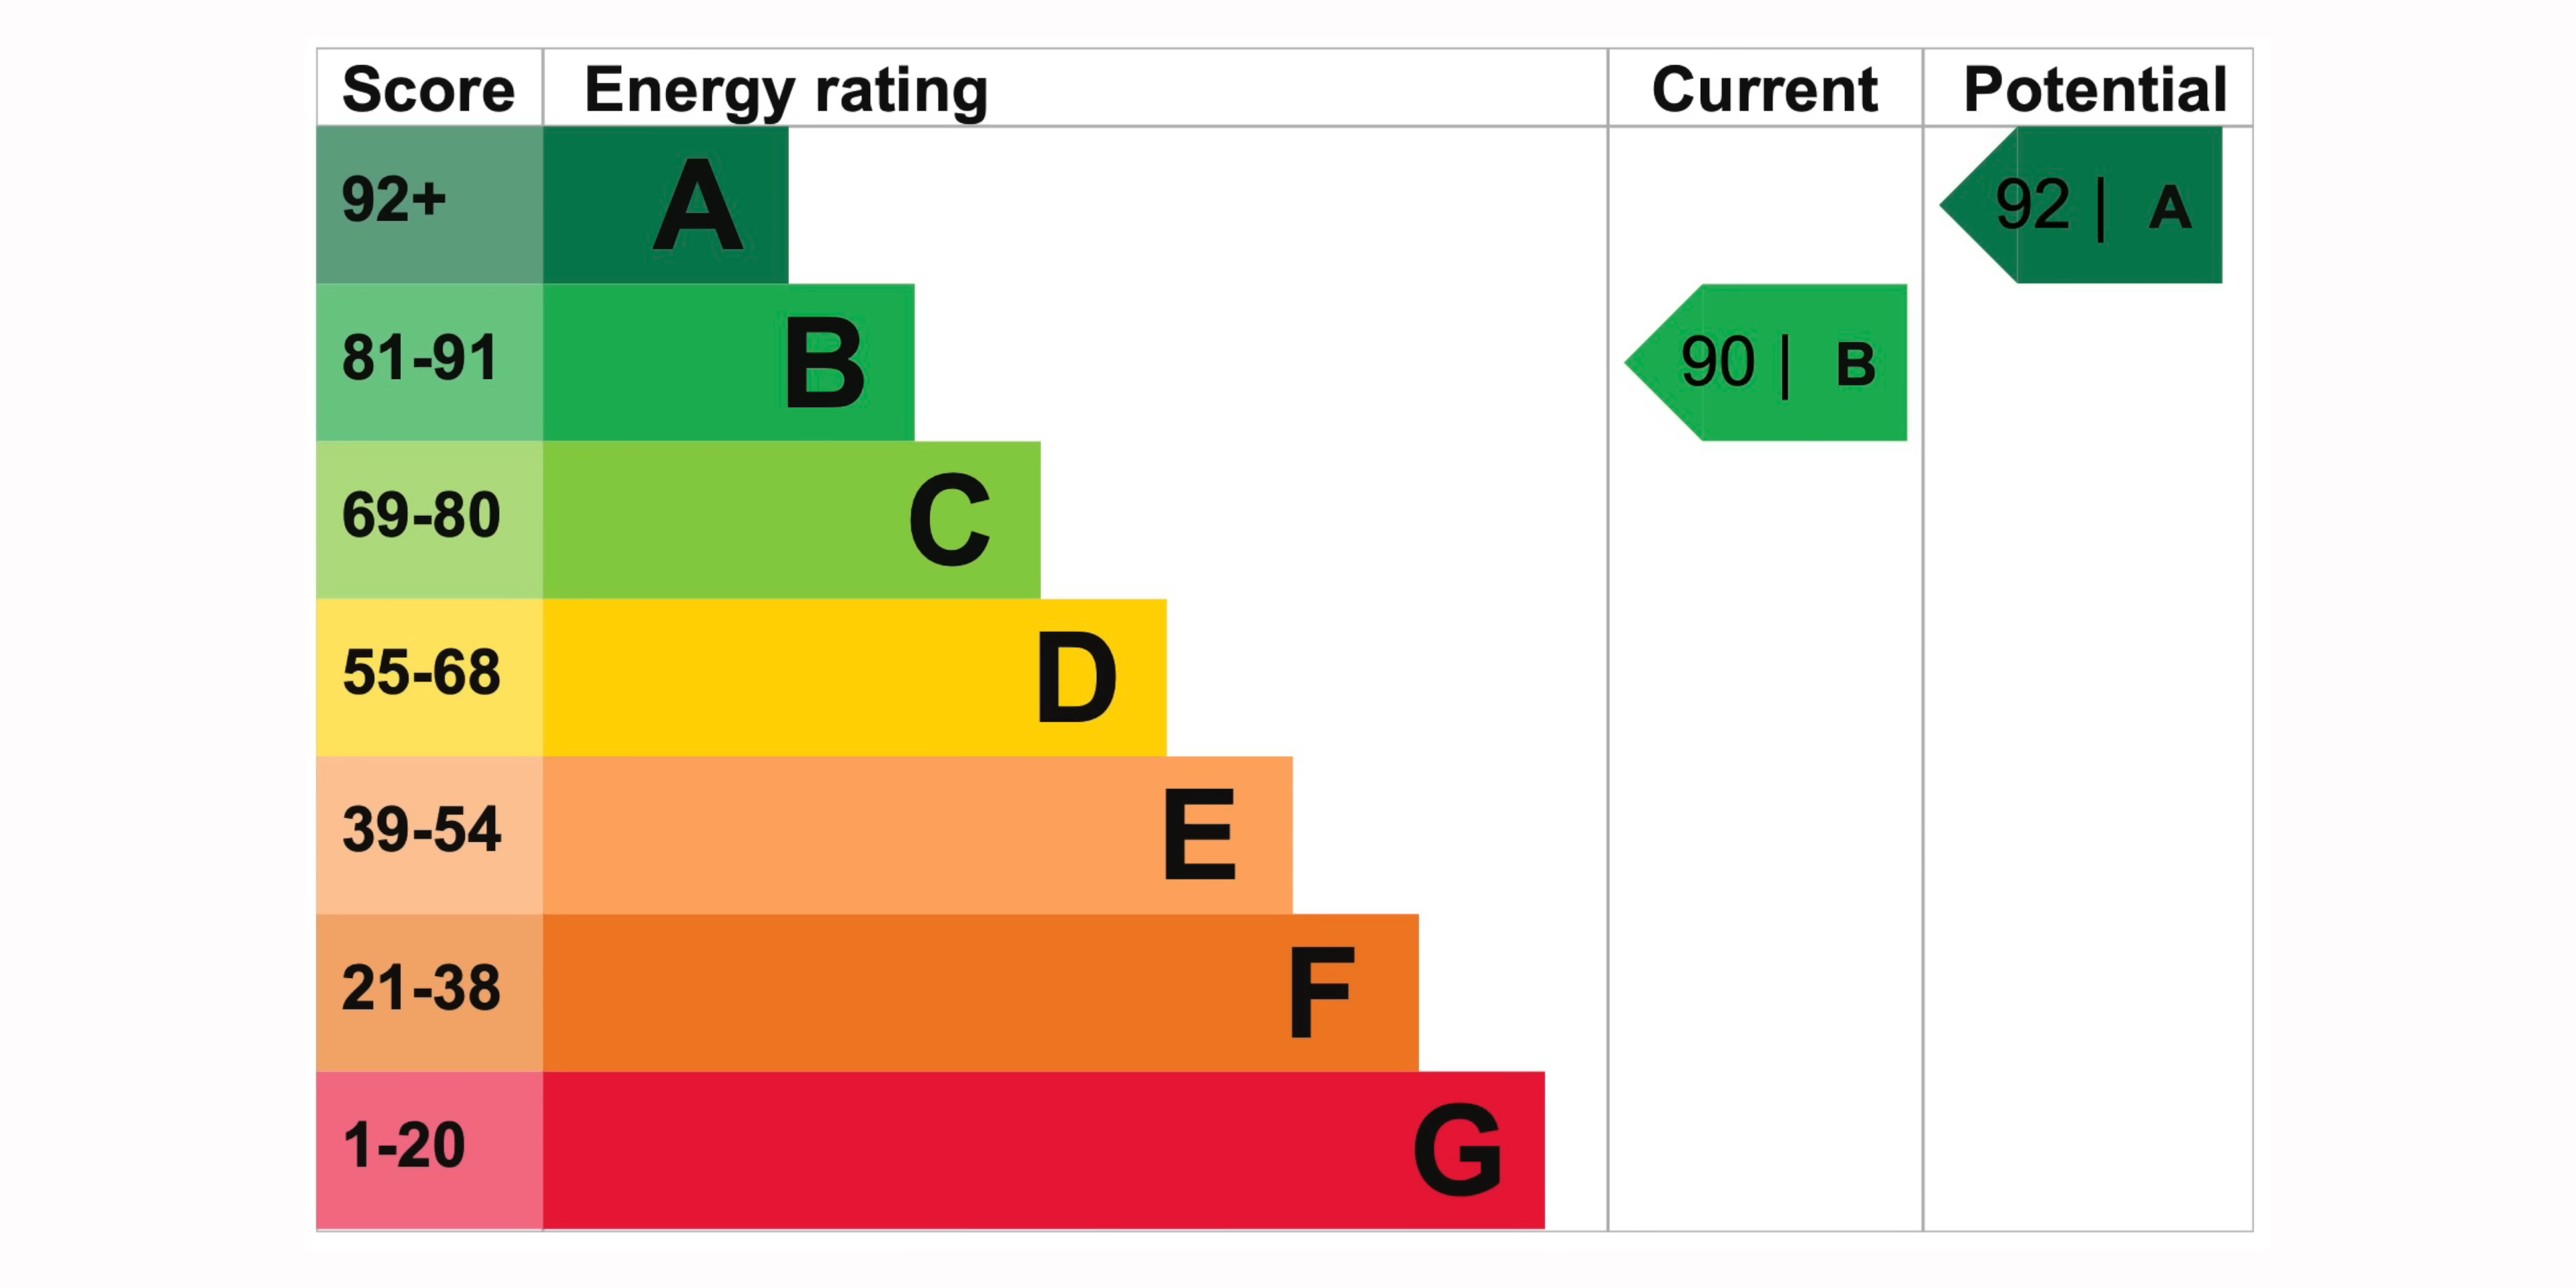 Score Energy rating Current Potential
92+ A 92 | A
81-91 B 90 | B
69-80 C
55-68 D
39-54 E
21-38 F
1-20 G